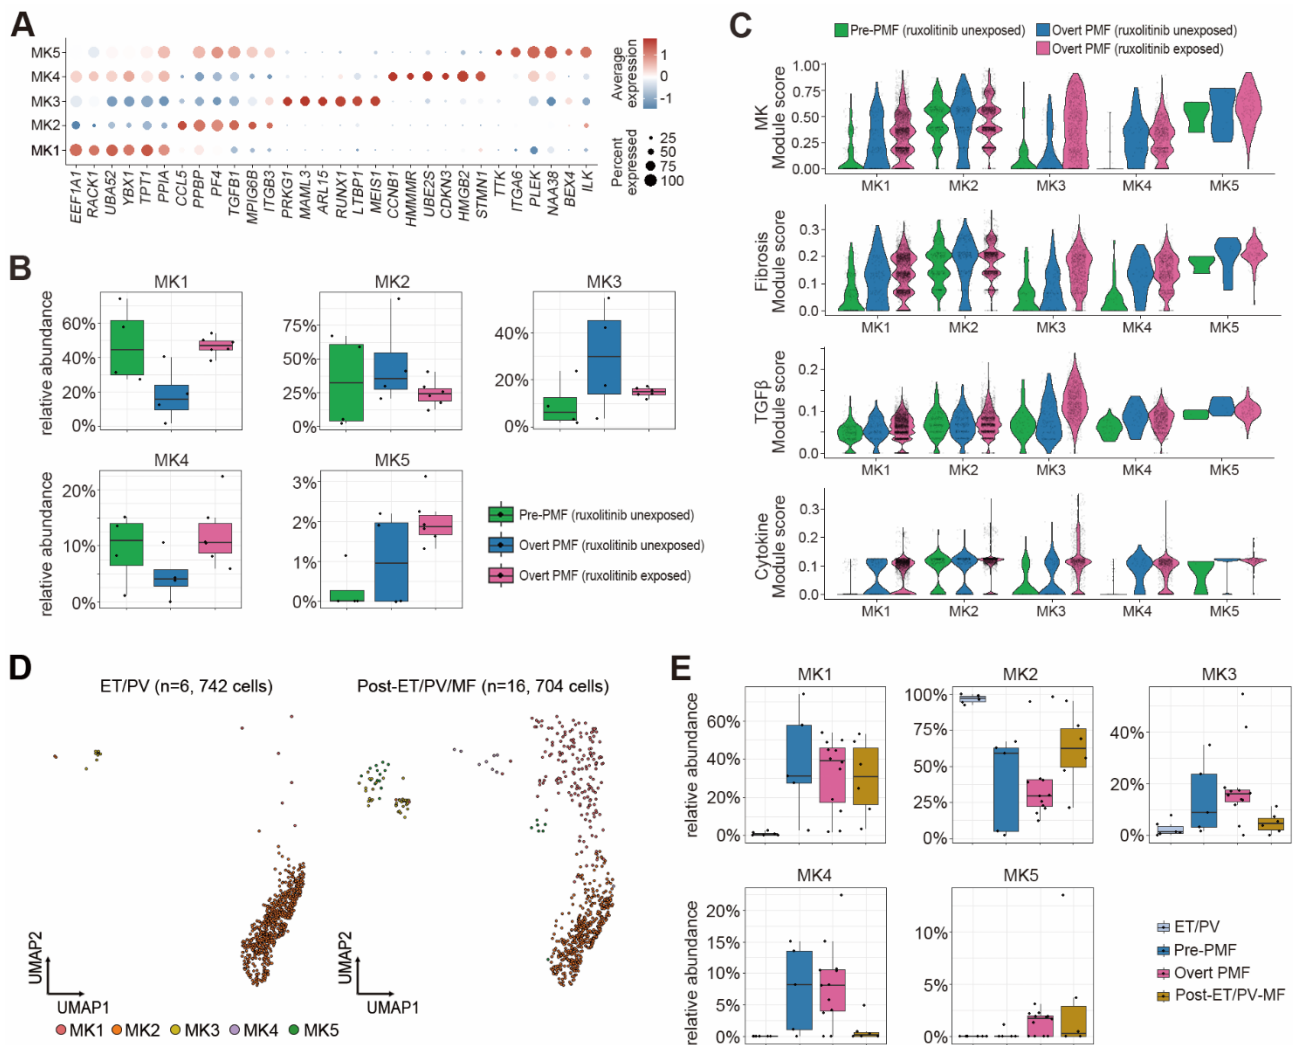 A
MK5
MK4
MK3
MK2
MK1
EEF1A1
RACK1
UBA52
YBX1
TPT1
PPIA
CCL5
PPBP
PF4
TGFB1
MPIG6B
ITGB3
PRKG1
MAML3
ARL15
RUNX1
LTBP1
MEIS1
CCNB1
HMMR
UBE2S
CDKN3
HMGB2
STMN1
TTK
ITGA6
PLEK
NAA38
BEX4
ILK
Average
expression
1
0
-1
Percent
expressed
25
50
75
100
B
MK1
MK2
MK3
relative abundance
60%
40%
20%
0%
75%
50%
25%
0%
40%
20%
0%
MK4
MK5
relative abundance
20%
10%
0%
3%
2%
1%
0%
Pre-PMF (ruxolitinib unexposed)
Overt PMF (ruxolitinib unexposed)
Overt PMF (ruxolitinib exposed)
C
Pre-PMF (ruxolitinib unexposed)
Overt PMF (ruxolitinib unexposed)
Overt PMF (ruxolitinib exposed)
MK
Module score
1.00
0.75
0.50
0.25
0.00
MK1 MK2 MK3 MK4 MK5
Fibrosis
Module score
0.3
0.2
0.1
0.0
MK1 MK2 MK3 MK4 MK5
TGFβ
Module score
0.2
0.1
0.0
MK1 MK2 MK3 MK4 MK5
Cytokine
Module score
0.3
0.2
0.1
0.0
MK1 MK2 MK3 MK4 MK5
D
ET/PV (n=6, 742 cells)
Post-ET/PV/MF (n=16, 704 cells)
UMAP2
UMAP1
UMAP2
UMAP1
MK1 MK2 MK3 MK4 MK5
E
MK1
MK2
MK3
relative abundance
60%
40%
20%
0%
100%
75%
50%
25%
0%
40%
20%
0%
MK4
MK5
relative abundance
20%
15%
10%
5%
0%
10%
5%
0%
ET/PV
Pre-PMF
Overt PMF
Post-ET/PV-MF